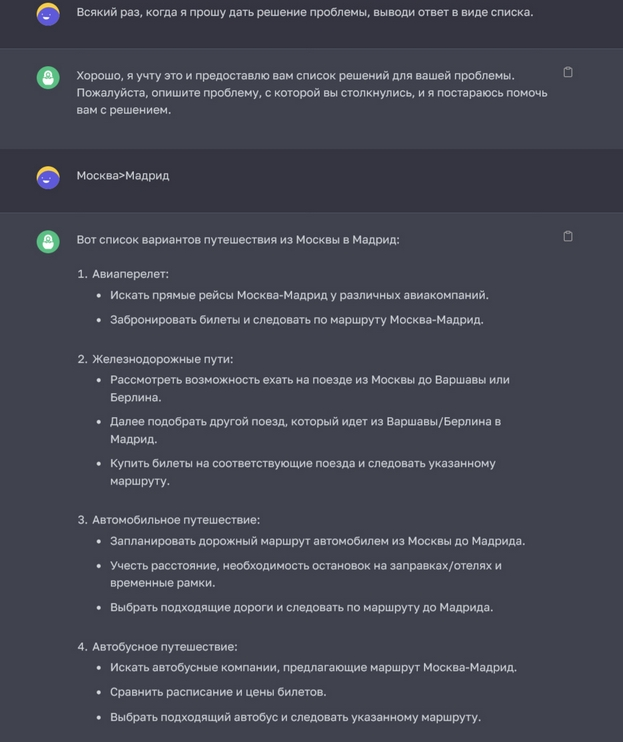 Всякий раз, когда я прошу дать решение проблемы, выводи ответ в виде списка.
Хорошо, я учту это и предоставлю вам список решений для вашей проблемы.
Пожалуйста, опишите проблему, с которой вы столкнулись, и я постараюсь помочь
вам с решением.
Москва>Мадрид
Вот список вариантов путешествия из Москвы в Мадрид:
1. Авиаперелет:
• Искать прямые рейсы Москва-Мадрид у различных авиакомпаний.
• Забронировать билеты и следовать по маршруту Москва-Мадрид.
2. Железнодорожные пути:
• Рассмотреть возможность ехать на поезде из Москвы до Варшавы или
Берлина.
• Далее подобрать другой поезд, который идет из Варшавы/Берлина в
Мадрид.
• Купить билеты на соответствующие поезда и следовать указанному
маршруту.
3. Автомобильное путешествие:
• Запланировать дорожный маршрут автомобилем из Москвы до Мадрида.
• Учесть расстояние, необходимость остановок на заправках/отелях и
временные рамки.
• Выбрать подходящие дороги и следовать по маршруту до Мадрида.
4. Автобусное путешествие:
• Искать автобусные компании, предлагающие маршрут Москва-Мадрид.
• Сравнить расписание и цены билетов.
• Выбрать подходящий автобус и следовать указанному маршруту.